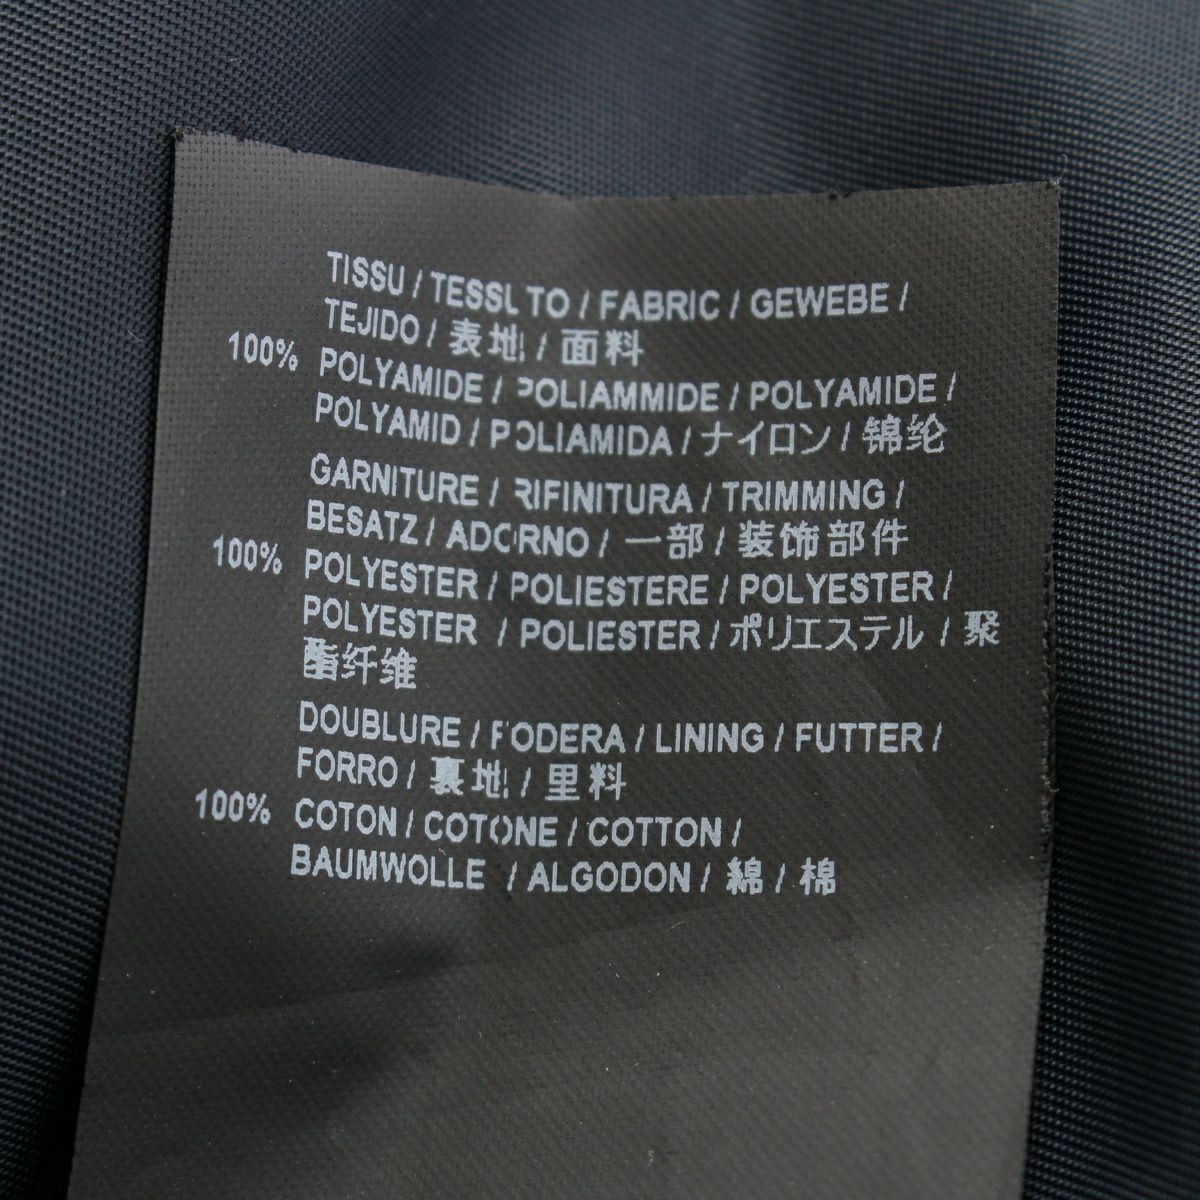 TISSU / TESSUTO / FABRIC / GEWEBE /
TEJIDO / 表地 / 面料
100% POLYAMIDE / POLIAMMIDE / POLYAMIDE /
POLYAMID / POLIAMIDA / ナイロン / 锦纶
GARNITURE / RIFINITURA / TRIMMING /
BESATZ / ADORNO / 一部 / 装饰部件
100% POLYESTER / POLIESTERE / POLYESTER /
POLYESTER / POLIESTER / ポリエステル / 聚
酯纤维
DOUBLURE / FODERA / LINING / FUTTER /
FORRO / 裏地 / 里料
100% COTON / COTONE / COTTON /
BAUMWOLLE / ALGODON / 綿 / 棉